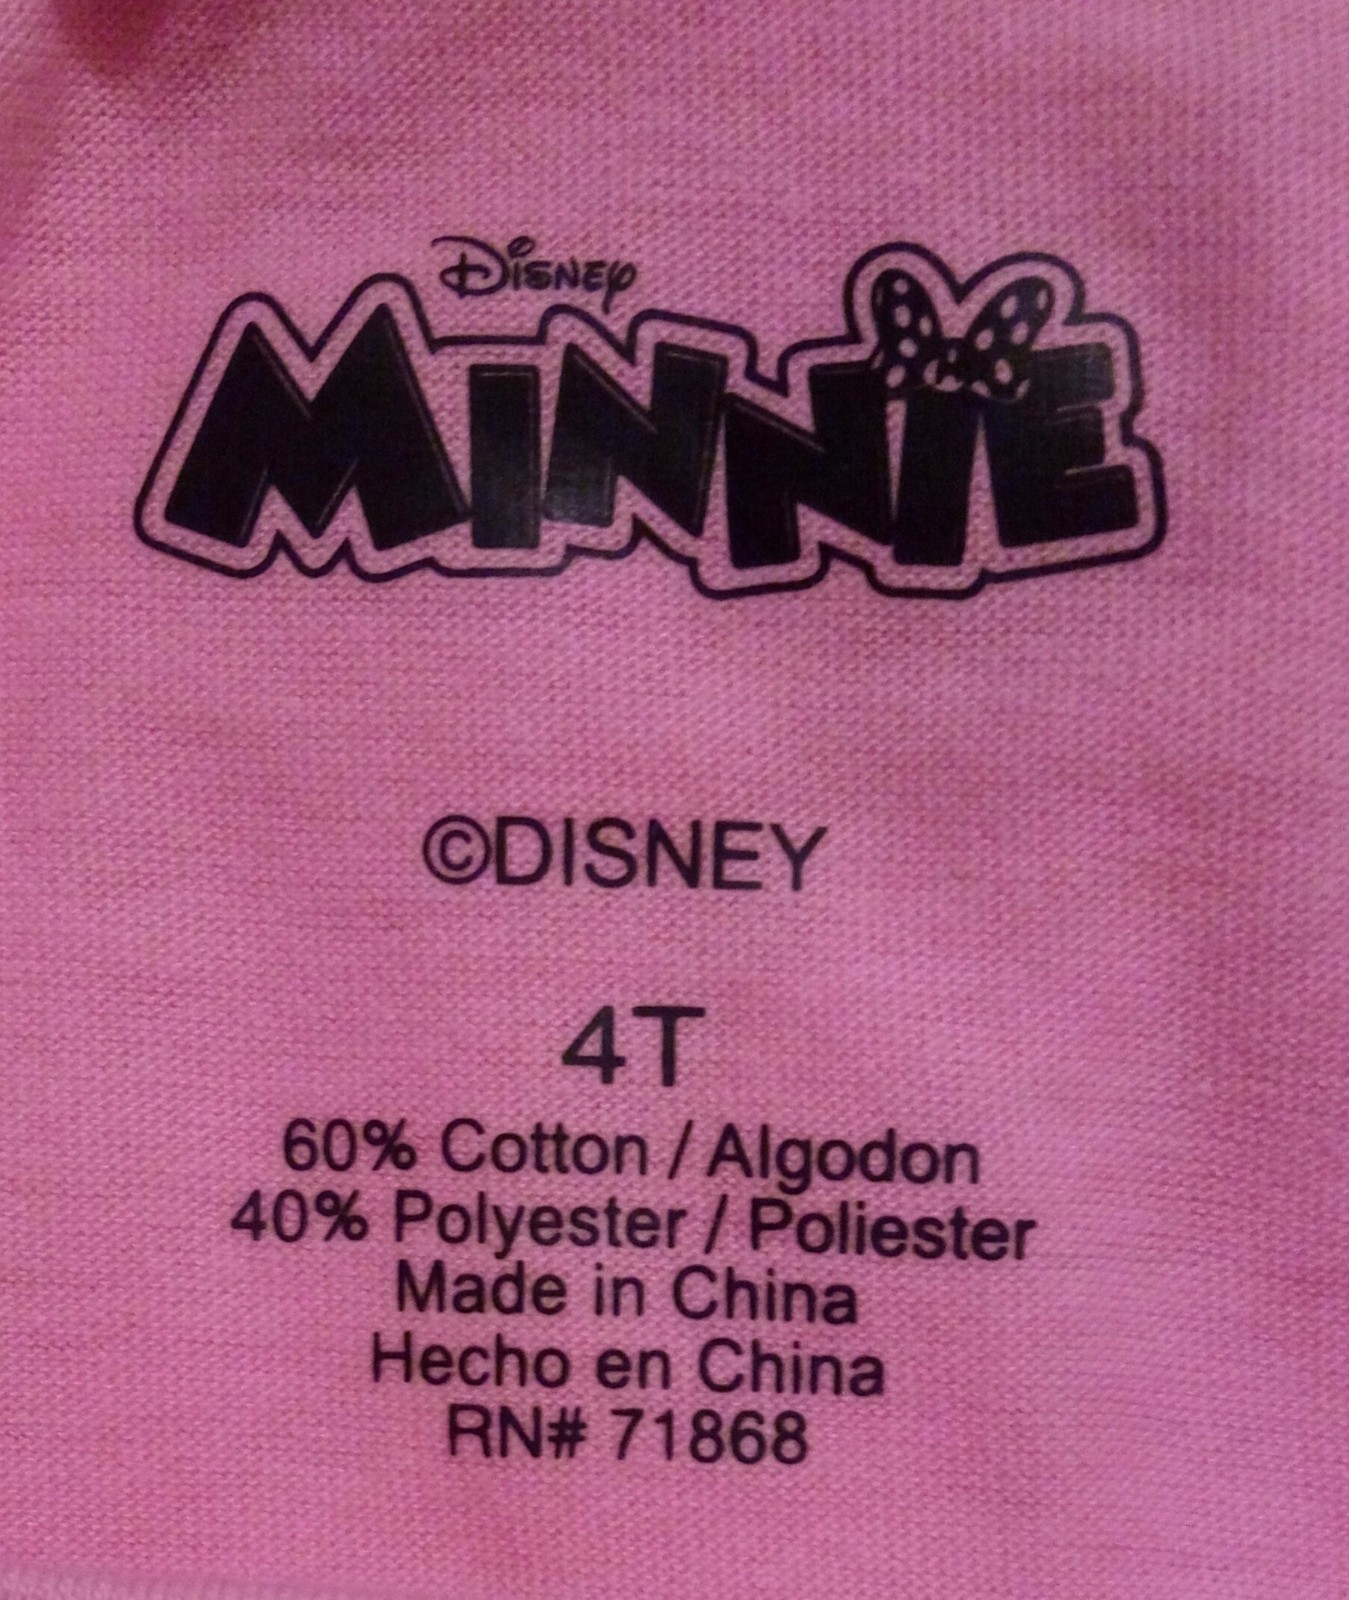 Disney
MINNIE
©DISNEY
4T
60% Cotton / Algodon
40% Polyester / Poliester
Made in China
Hecho en China
RN# 71868